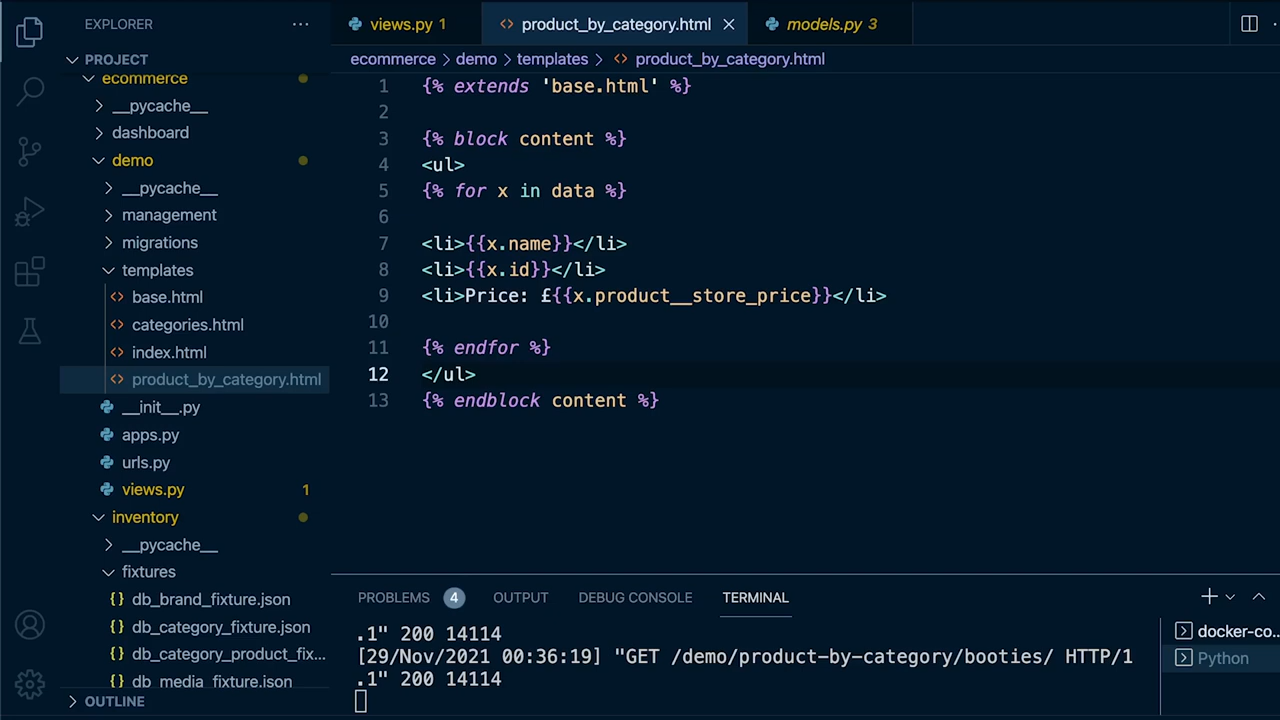 EXPLORER
PROJECT
ecommerce
__pycache__
dashboard
demo
__pycache__
management
migrations
templates
base.html
categories.html
index.html
product_by_category.html
__init__.py
apps.py
urls.py
views.py 1
inventory
__pycache__
fixtures
{} db_brand_fixture.json
{} db_category_fixture.json
{} db_category_product_fix...
{} db_media_fixture.json
OUTLINE
views.py 1
product_by_category.html
models.py 3
ecommerce > demo > templates > product_by_category.html
1 {% extends 'base.html' %}
2
3 {% block content %}
4 <ul>
5 {% for x in data %}
6
7 <li>{{x.name}}</li>
8 <li>{{x.id}}</li>
9 <li>Price: £{{x.product__store_price}}</li>
10
11 {% endfor %}
12 </ul>
13 {% endblock content %}
PROBLEMS 4 OUTPUT DEBUG CONSOLE TERMINAL
.1" 200 14114
[29/Nov/2021 00:36:19] "GET /demo/product-by-category/booties/ HTTP/1
.1" 200 14114
docker-co...
Python